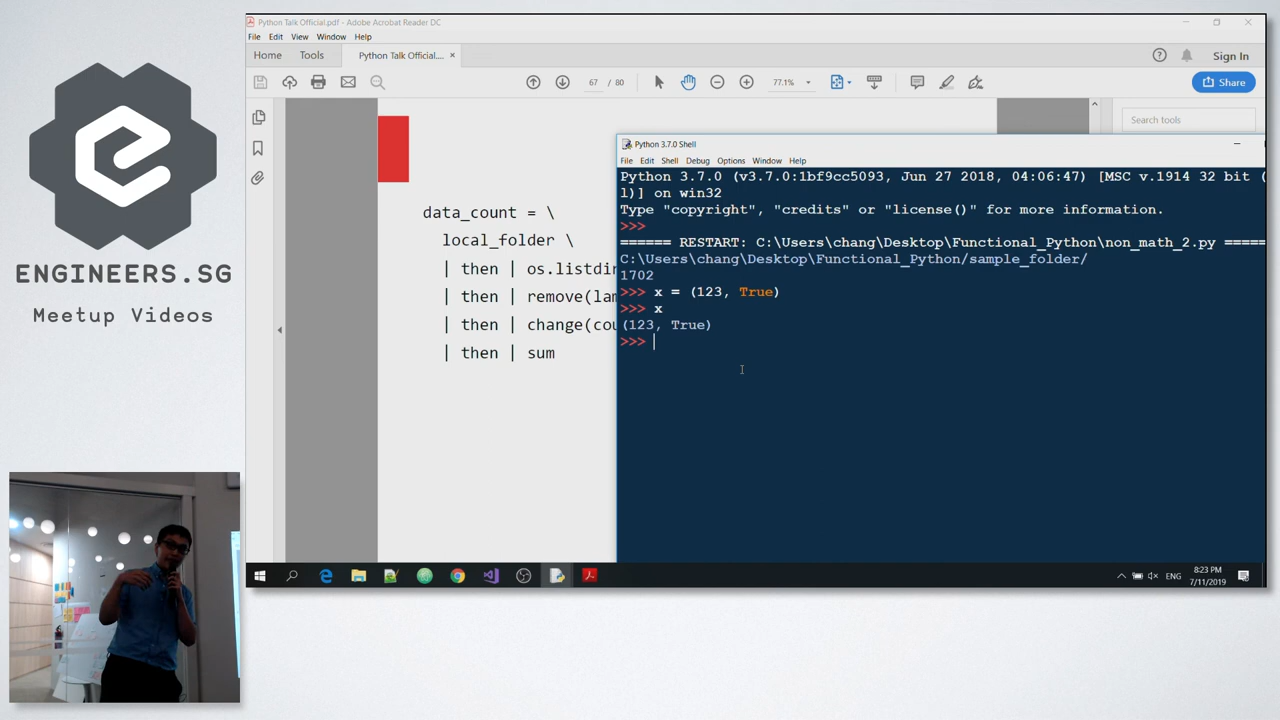 ENGINEERS.SG
Meetup Videos
Python Talk Official.pdf - Adobe Acrobat Reader DC
File Edit View Window Help
Home Tools Python Talk Official.... ×
Sign In
67 / 80
77.1%
Share
Search tools
data_count = \
local_folder \
| then | os.listdir
| then | remove(lam
| then | change(cou
| then | sum
Python 3.7.0 Shell
File Edit Shell Debug Options Window Help
Python 3.7.0 (v3.7.0:1bf9cc5093, Jun 27 2018, 04:06:47) [MSC v.1914 32 bit (
l)] on win32
Type "copyright", "credits" or "license()" for more information.
>>>
====== RESTART: C:\Users\chang\Desktop\Functional_Python\non_math_2.py =====
C:\Users\chang\Desktop\Functional_Python/sample_folder/
1702
>>> x = (123, True)
>>> x
(123, True)
>>>
ENG
8:23 PM
7/11/2019